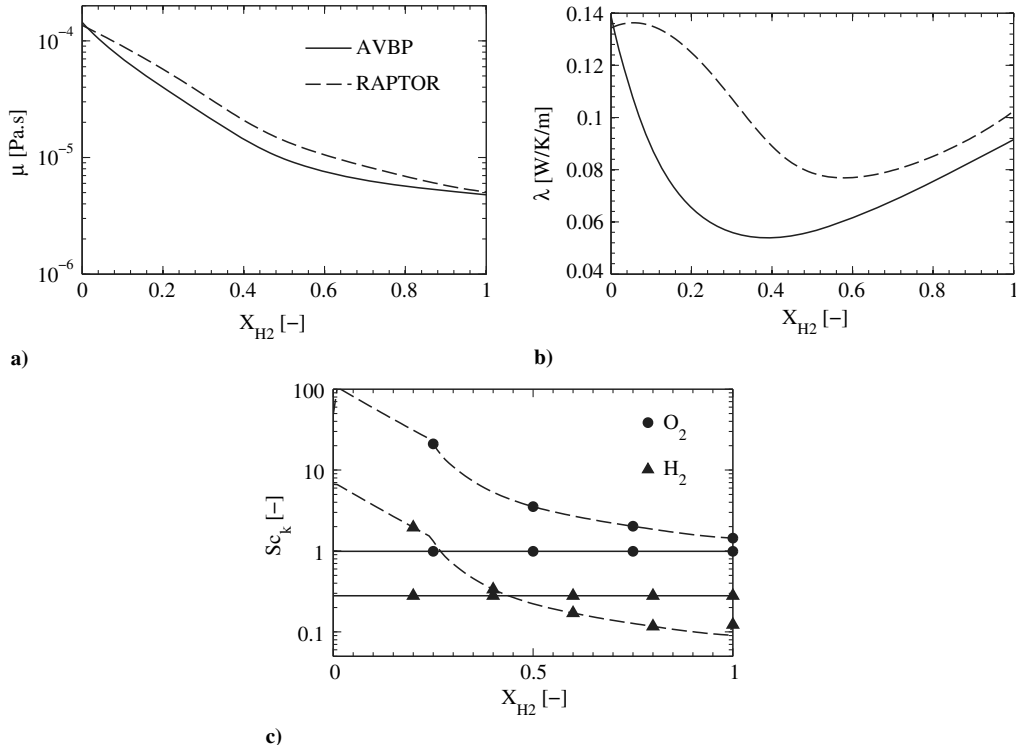 10⁻⁴
10⁻⁵
10⁻⁶
μ [Pa.s]
AVBP
RAPTOR
0 0.2 0.4 0.6 0.8 1
X_H2 [−]
a)
0.14
0.12
0.1
0.08
0.06
0.04
λ [W/K/m]
0 0.2 0.4 0.6 0.8 1
X_H2 [−]
b)
100
10
1
0.1
Sc_k [−]
O_2
H_2
0 0.5 1
X_H2 [−]
c)